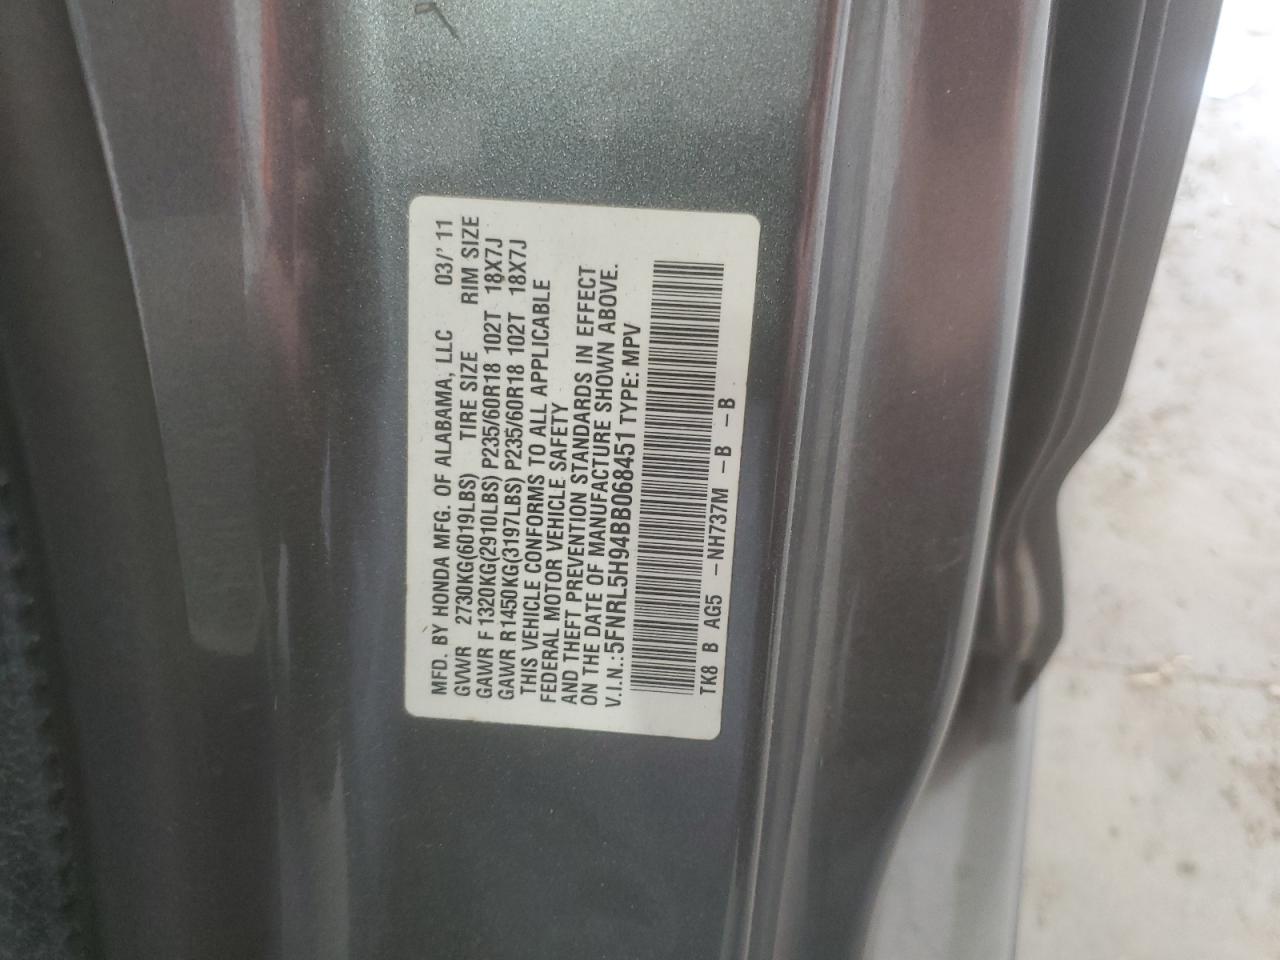 MFD. BY HONDA MFG. OF ALABAMA, LLC 03/'11
GVWR 2730KG(6019LBS) TIRE SIZE RIM SIZE
GAWR F 1320KG(2910LBS) P235/60R18 102T 18X7J
GAWR R1450KG(3197LBS) P235/60R18 102T 18X7J
THIS VEHICLE CONFORMS TO ALL APPLICABLE
FEDERAL MOTOR VEHICLE SAFETY
AND THEFT PREVENTION STANDARDS IN EFFECT
ON THE DATE OF MANUFACTURE SHOWN ABOVE.
V.I.N.:5FNRL5H94BB068451 TYPE: MPV
TK8 B AG5 -NH737M -B -B